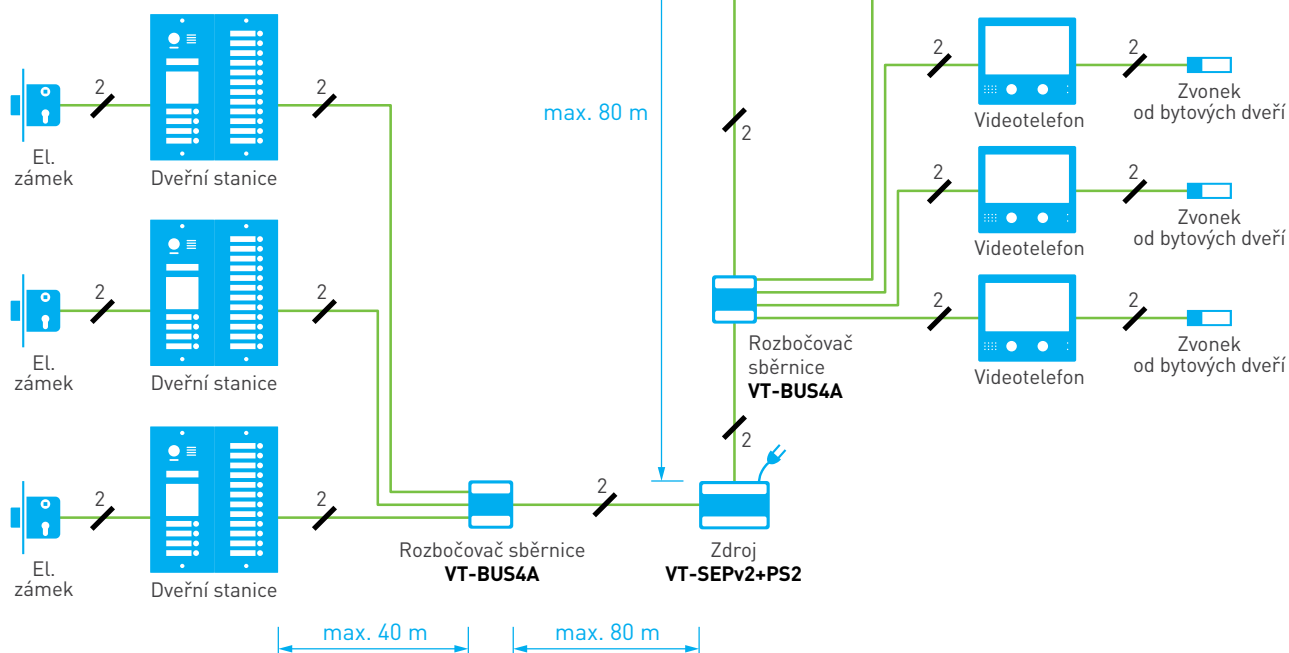 2
El.
zámek
Dveřní stanice
2
2
El.
zámek
Dveřní stanice
2
2
El.
zámek
Dveřní stanice
2
Rozbočovač sběrnice
VT-BUS4A
2
Zdroj
VT-SEPv2+PS2
max. 40 m
max. 80 m
max. 80 m
2
2
Rozbočovač
sběrnice
VT-BUS4A
2
Videotelefon
2
Zvonek
od bytových dveří
2
Videotelefon
2
Zvonek
od bytových dveří
2
Videotelefon
2
Zvonek
od bytových dveří